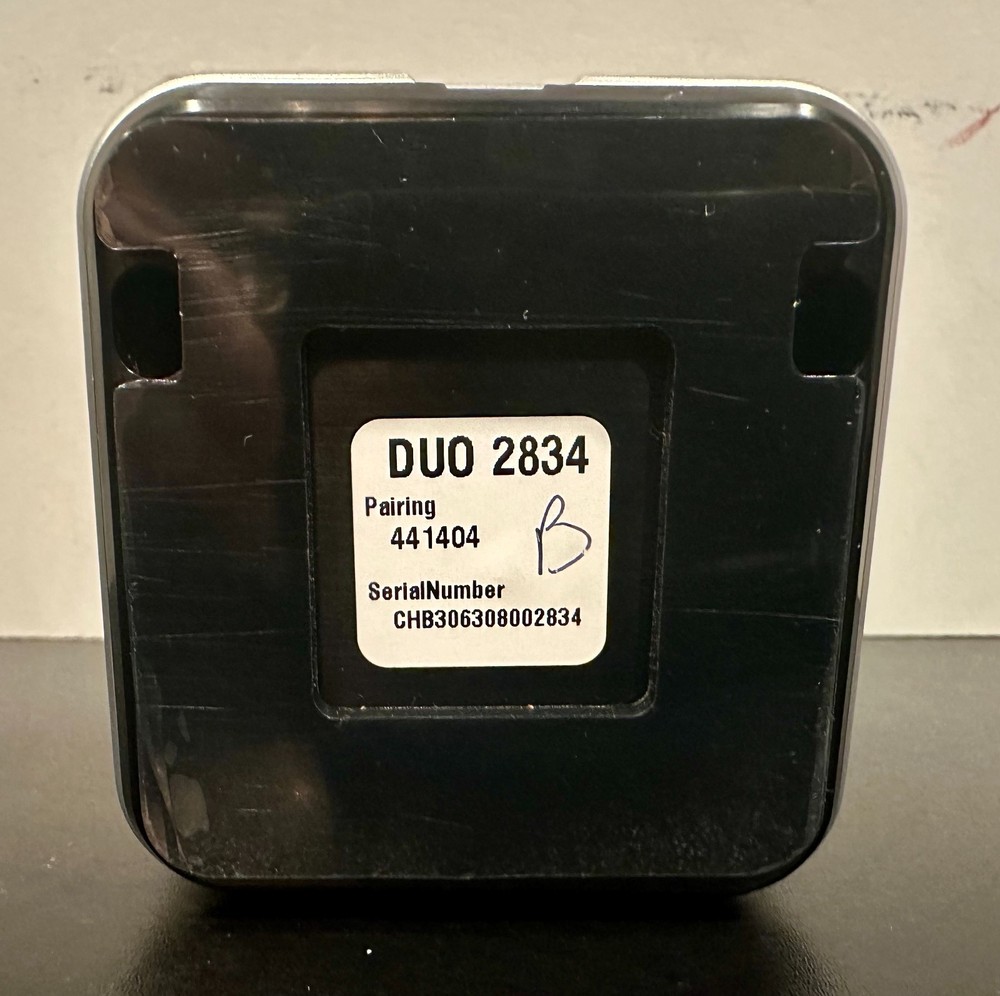 DUO 2834
Pairing
441404
B
SerialNumber
CHB306308002834